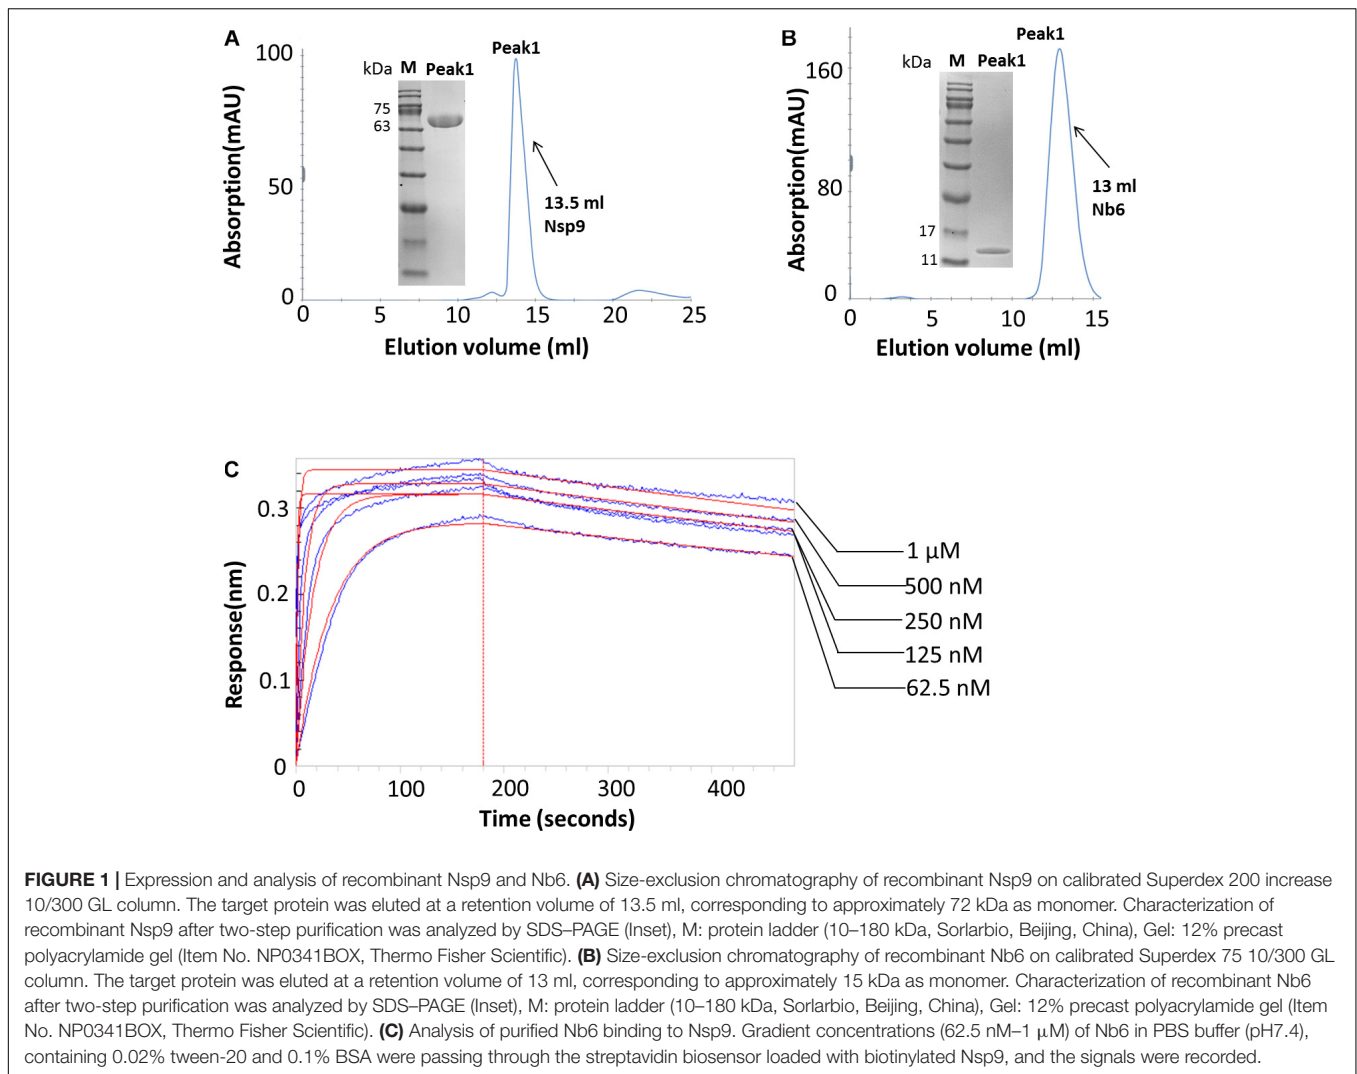 A
100
50
0
Absorption(mAU)
kDa
M
Peak1
75
63
Peak1
13.5 ml
Nsp9
0
5
10
15
20
25
Elution volume (ml)
B
160
80
0
Absorption(mAU)
kDa
M
Peak1
17
11
Peak1
13 ml
Nb6
0
5
10
15
Elution volume (ml)
C
0.3
0.2
0.1
0
Response(nm)
0
100
200
300
400
Time (seconds)
1 µM
500 nM
250 nM
125 nM
62.5 nM
FIGURE 1 | Expression and analysis of recombinant Nsp9 and Nb6. (A) Size-exclusion chromatography of recombinant Nsp9 on calibrated Superdex 200 increase
10/300 GL column. The target protein was eluted at a retention volume of 13.5 ml, corresponding to approximately 72 kDa as monomer. Characterization of
recombinant Nsp9 after two-step purification was analyzed by SDS–PAGE (Inset), M: protein ladder (10–180 kDa, Sorlarbio, Beijing, China), Gel: 12% precast
polyacrylamide gel (Item No. NP0341BOX, Thermo Fisher Scientific). (B) Size-exclusion chromatography of recombinant Nb6 on calibrated Superdex 75 10/300 GL
column. The target protein was eluted at a retention volume of 13 ml, corresponding to approximately 15 kDa as monomer. Characterization of recombinant Nb6
after two-step purification was analyzed by SDS–PAGE (Inset), M: protein ladder (10–180 kDa, Sorlarbio, Beijing, China), Gel: 12% precast polyacrylamide gel (Item
No. NP0341BOX, Thermo Fisher Scientific). (C) Analysis of purified Nb6 binding to Nsp9. Gradient concentrations (62.5 nM–1 µM) of Nb6 in PBS buffer (pH7.4),
containing 0.02% tween-20 and 0.1% BSA were passing through the streptavidin biosensor loaded with biotinylated Nsp9, and the signals were recorded.